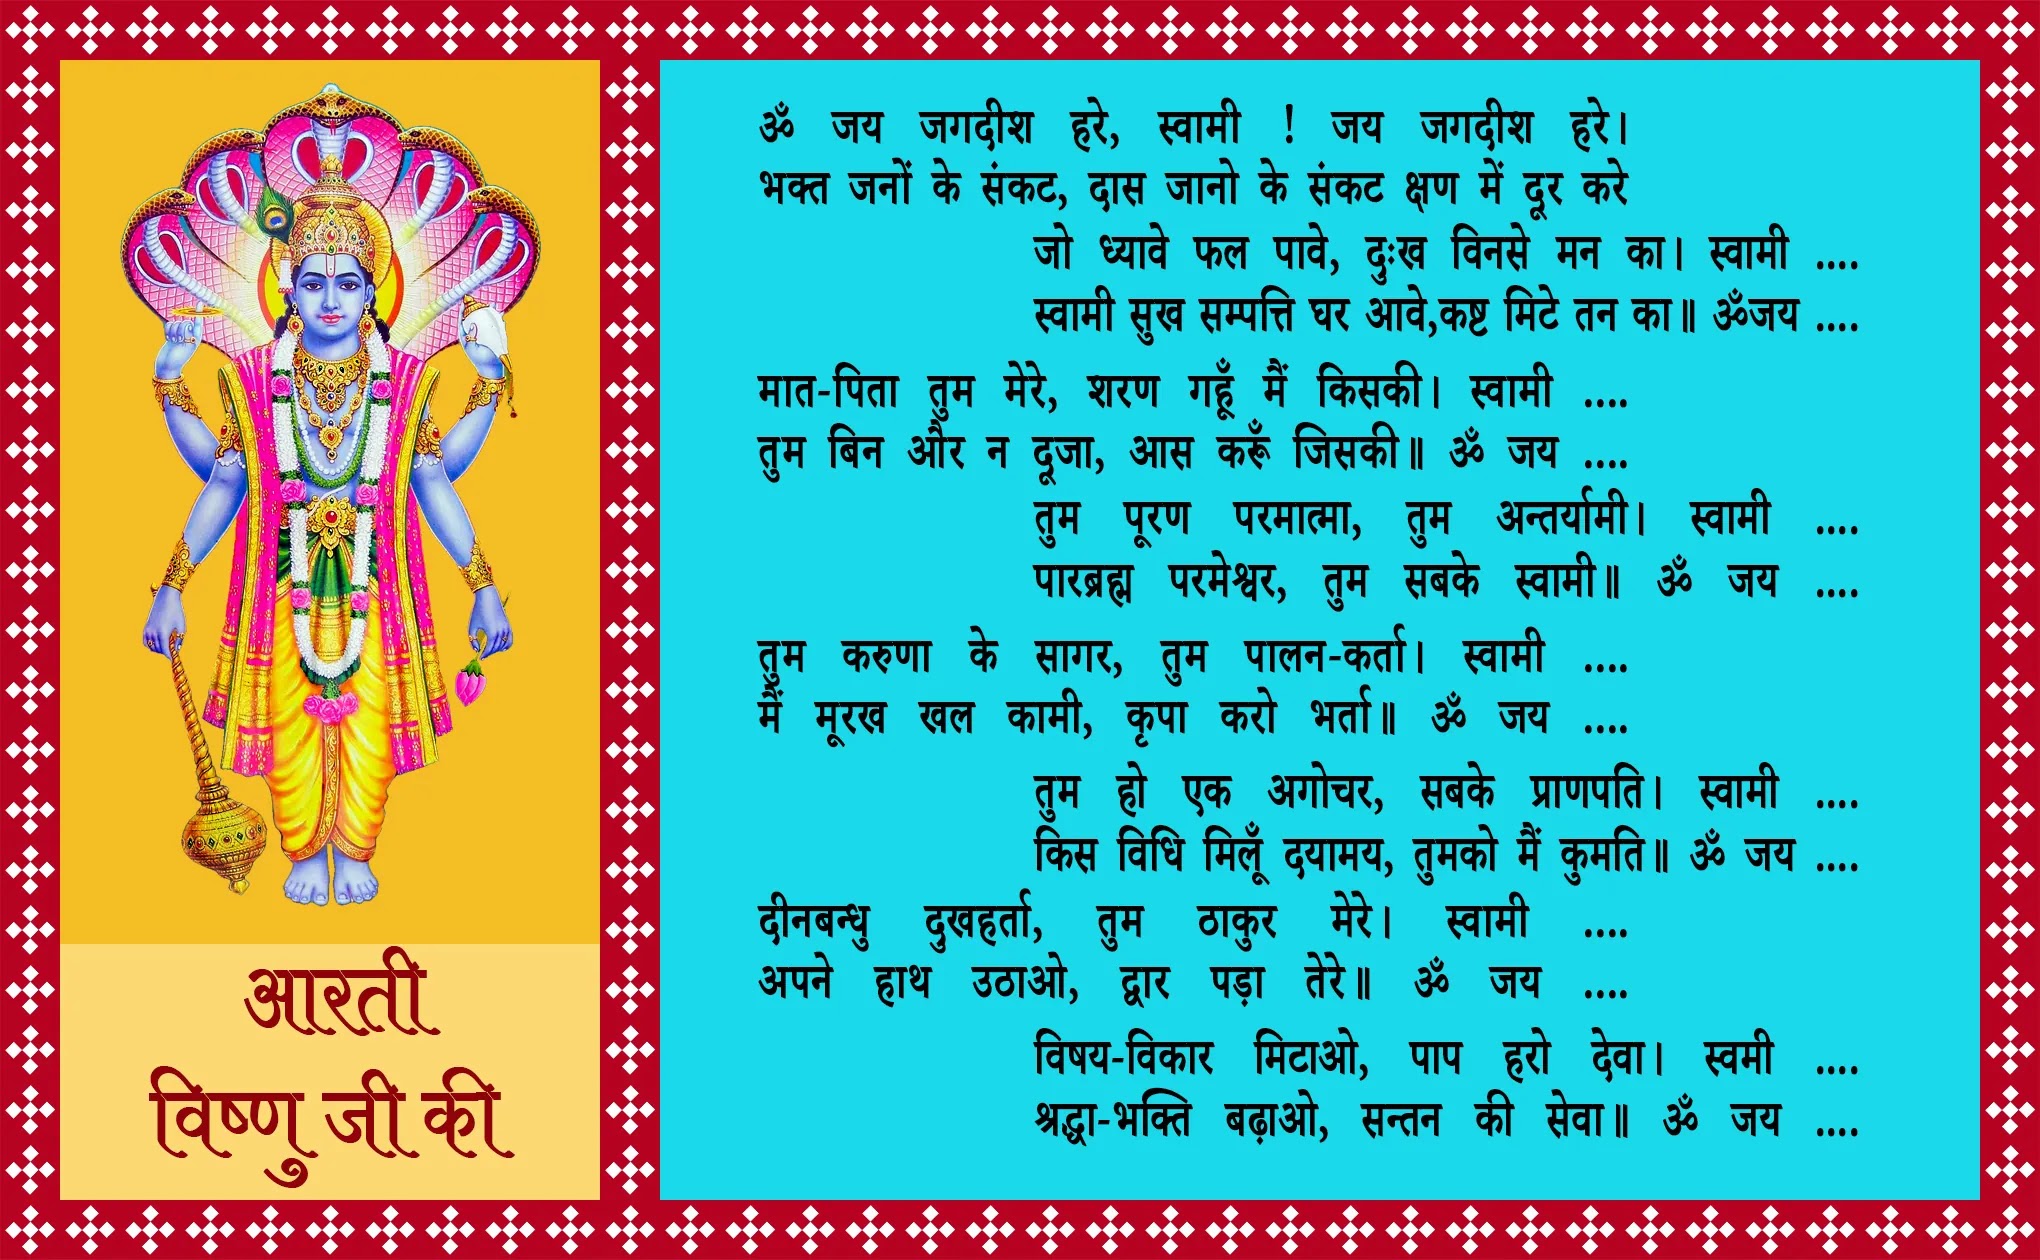 आरती
विष्णु जी की
ॐ जय जगदीश हरे, स्वामी ! जय जगदीश हरे।
भक्त जनों के संकट, दास जानो के संकट क्षण में दूर करे
जो ध्यावे फल पावे, दुःख विनसे मन का। स्वामी ....
स्वामी सुख सम्पत्ति घर आवे,कष्ट मिटे तन का॥ ॐजय ....
मात-पिता तुम मेरे, शरण गहूँ मैं किसकी। स्वामी ....
तुम बिन और न दूजा, आस करूँ जिसकी॥ ॐ जय ....
तुम पूरण परमात्मा, तुम अन्तर्यामी। स्वामी ....
पारब्रह्म परमेश्वर, तुम सबके स्वामी॥ ॐ जय ....
तुम करुणा के सागर, तुम पालन-कर्ता। स्वामी ....
मैं मूरख खल कामी, कृपा करो भर्ता॥ ॐ जय ....
तुम हो एक अगोचर, सबके प्राणपति। स्वामी ....
किस विधि मिलूँ दयामय, तुमको मैं कुमति॥ ॐ जय ....
दीनबन्धु दुखहर्ता, तुम ठाकुर मेरे। स्वामी ....
अपने हाथ उठाओ, द्वार पड़ा तेरे॥ ॐ जय ....
विषय-विकार मिटाओ, पाप हरो देवा। स्वमी ....
श्रद्धा-भक्ति बढ़ाओ, सन्तन की सेवा॥ ॐ जय ....